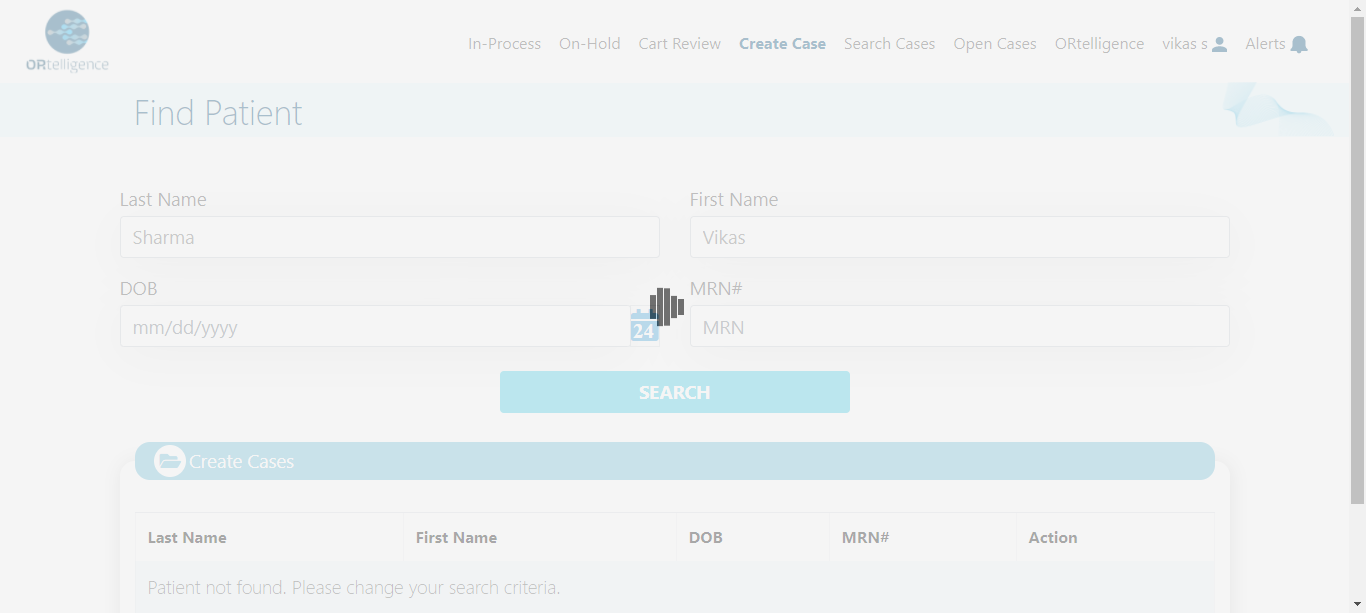 ORtelligence
In-Process On-Hold Cart Review Create Case Search Cases Open Cases ORtelligence vikas s Alerts
Find Patient
Last Name First Name
Sharma Vikas
DOB MRN#
mm/dd/yyyy 24 MRN
SEARCH
Create Cases
Last Name First Name DOB MRN# Action
Patient not found. Please change your search criteria.